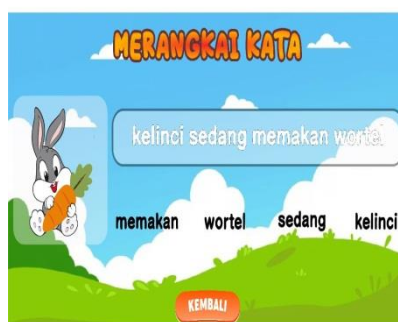 MERANGKAI KATA
kelinci sedang memakan wortel
memakan wortel sedang kelinci
KEMBALI